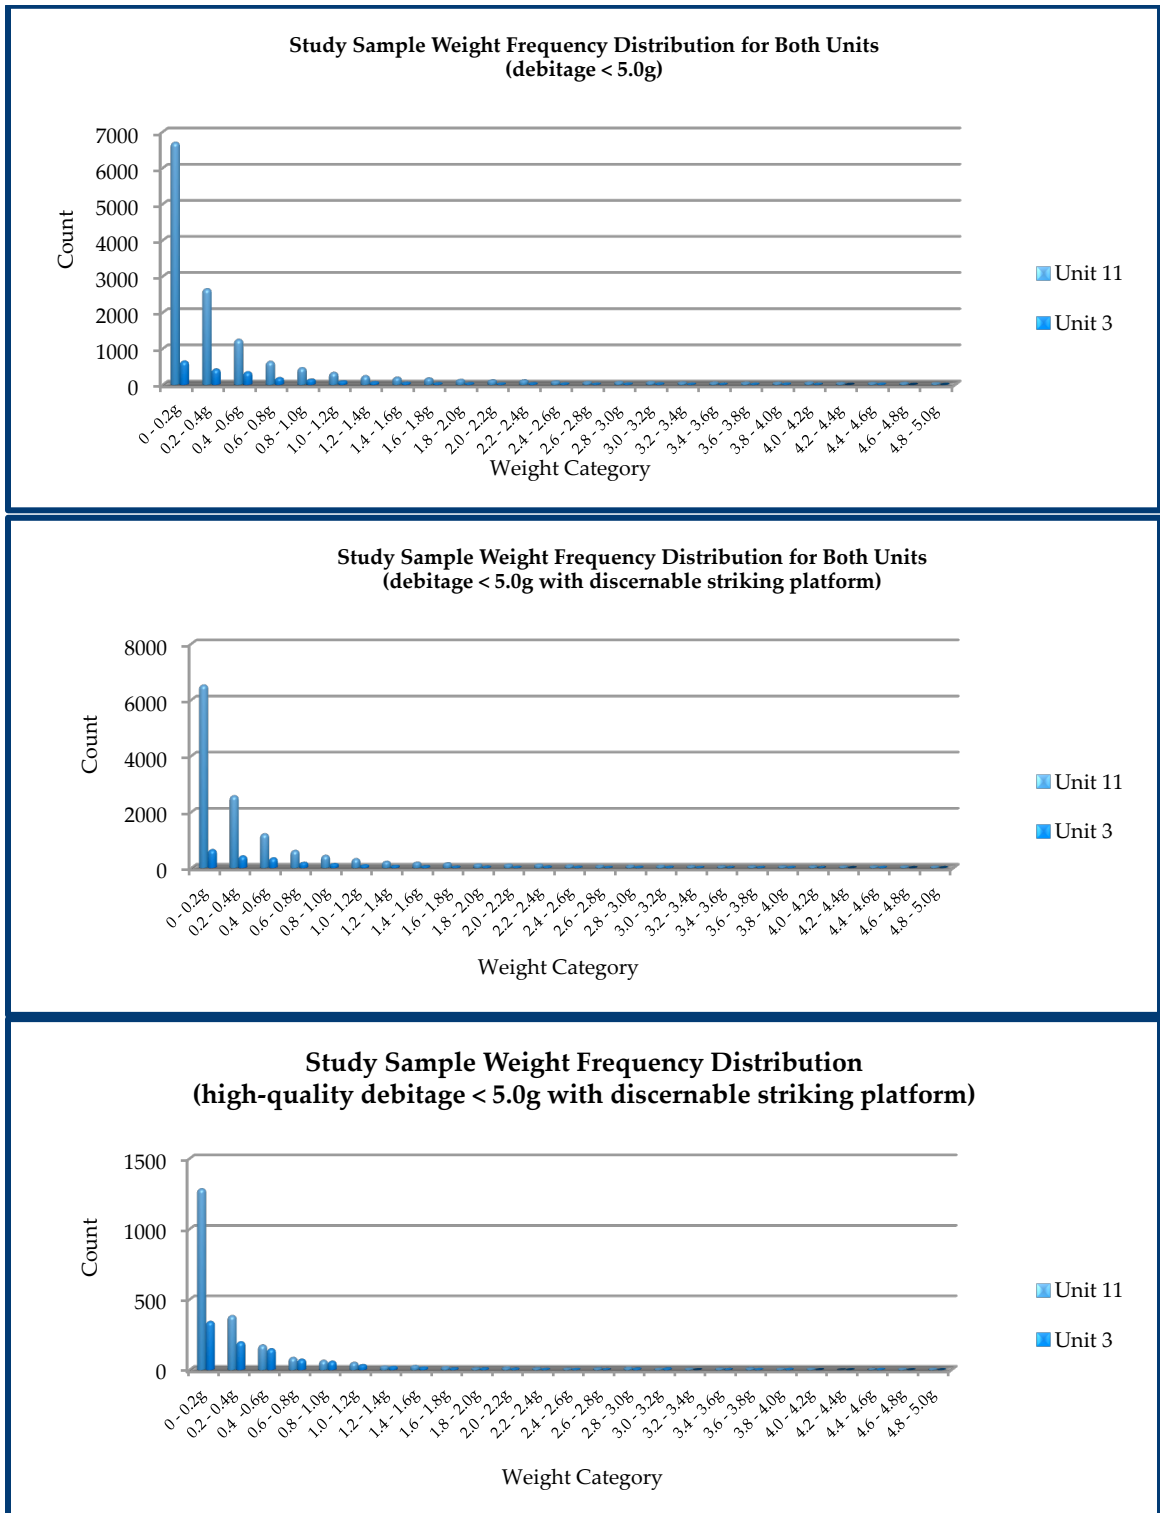 Study Sample Weight Frequency Distribution for Both Units
(debitage < 5.0g)
7000
6000
5000
4000
3000
2000
1000
0
Count
0 - 0.2g
0.2 - 0.4g
0.4 -0.6g
0.6 - 0.8g
0.8 - 1.0g
1.0 - 1.2g
1.2 - 1.4g
1.4 - 1.6g
1.6 - 1.8g
1.8 - 2.0g
2.0 - 2.2g
2.2 - 2.4g
2.4 - 2.6g
2.6 - 2.8g
2.8 - 3.0g
3.0 - 3.2g
3.2 - 3.4g
3.4 - 3.6g
3.6 - 3.8g
3.8 - 4.0g
4.0 - 4.2g
4.2 - 4.4g
4.4 - 4.6g
4.6 - 4.8g
4.8 - 5.0g
Weight Category
Unit 11
Unit 3
Study Sample Weight Frequency Distribution for Both Units
(debitage < 5.0g with discernable striking platform)
8000
6000
4000
2000
0
Count
0 - 0.2g
0.2 - 0.4g
0.4 -0.6g
0.6 - 0.8g
0.8 - 1.0g
1.0 - 1.2g
1.2 - 1.4g
1.4 - 1.6g
1.6 - 1.8g
1.8 - 2.0g
2.0 - 2.2g
2.2 - 2.4g
2.4 - 2.6g
2.6 - 2.8g
2.8 - 3.0g
3.0 - 3.2g
3.2 - 3.4g
3.4 - 3.6g
3.6 - 3.8g
3.8 - 4.0g
4.0 - 4.2g
4.2 - 4.4g
4.4 - 4.6g
4.6 - 4.8g
4.8 - 5.0g
Weight Category
Unit 11
Unit 3
Study Sample Weight Frequency Distribution
(high-quality debitage < 5.0g with discernable striking platform)
1500
1000
500
0
Count
0 - 0.2g
0.2 - 0.4g
0.4 -0.6g
0.6 - 0.8g
0.8 - 1.0g
1.0 - 1.2g
1.2 - 1.4g
1.4 - 1.6g
1.6 - 1.8g
1.8 - 2.0g
2.0 - 2.2g
2.2 - 2.4g
2.4 - 2.6g
2.6 - 2.8g
2.8 - 3.0g
3.0 - 3.2g
3.2 - 3.4g
3.4 - 3.6g
3.6 - 3.8g
3.8 - 4.0g
4.0 - 4.2g
4.2 - 4.4g
4.4 - 4.6g
4.6 - 4.8g
4.8 - 5.0g
Weight Category
Unit 11
Unit 3